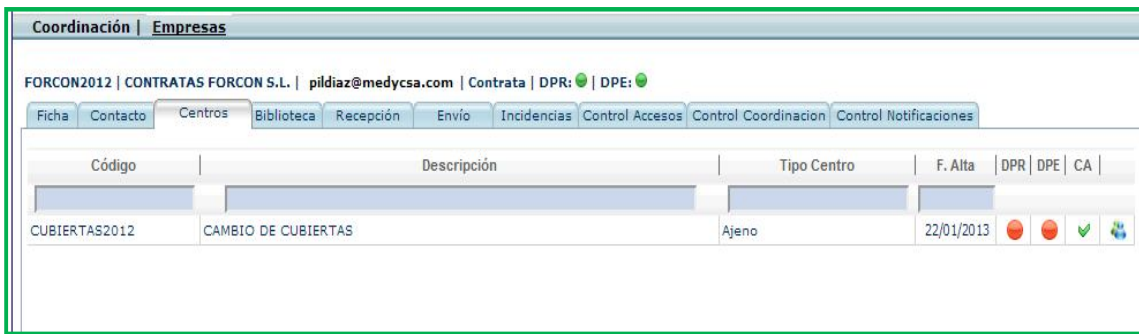 Coordinación | Empresas
FORCON2012 | CONTRATAS FORCON S.L. | pildiaz@medycsa.com | Contrata | DPR: | DPE:
Ficha Contacto Centros Biblioteca Recepción Envío Incidencias Control Accesos Control Coordinacion Control Notificaciones
Código | Descripción | Tipo Centro | F. Alta | DPR | DPE | CA |
CUBIERTAS2012 CAMBIO DE CUBIERTAS Ajeno 22/01/2013